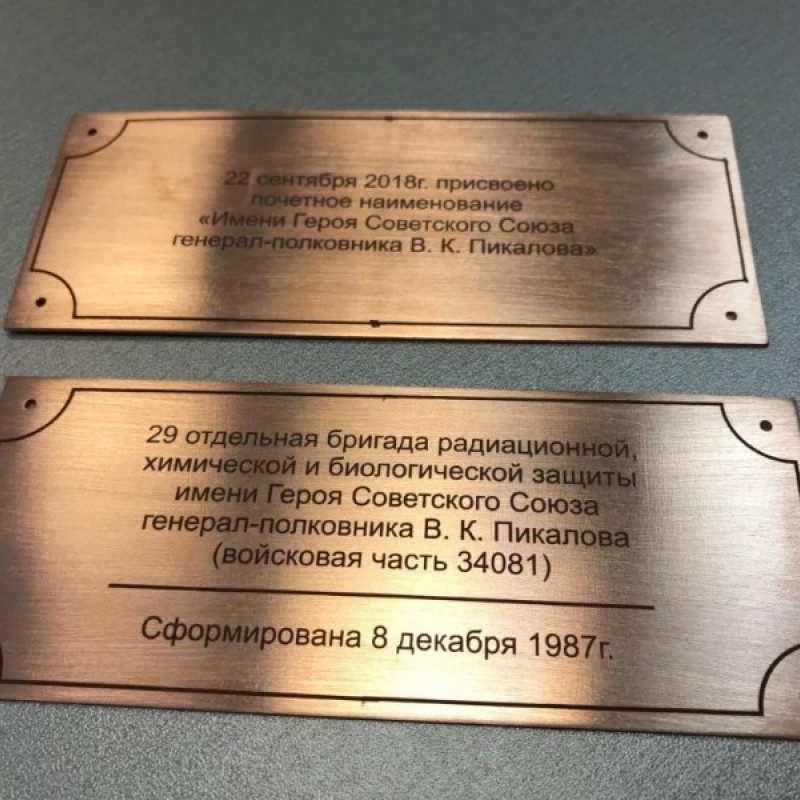 22 сентября 2018г. присвоено
почетное наименование
«Имени Героя Советского Союза
генерал-полковника В. К. Пикалова»
29 отдельная бригада радиационной,
химической и биологической защиты
имени Героя Советского Союза
генерал-полковника В. К. Пикалова
(войсковая часть 34081)
Сформирована 8 декабря 1987г.